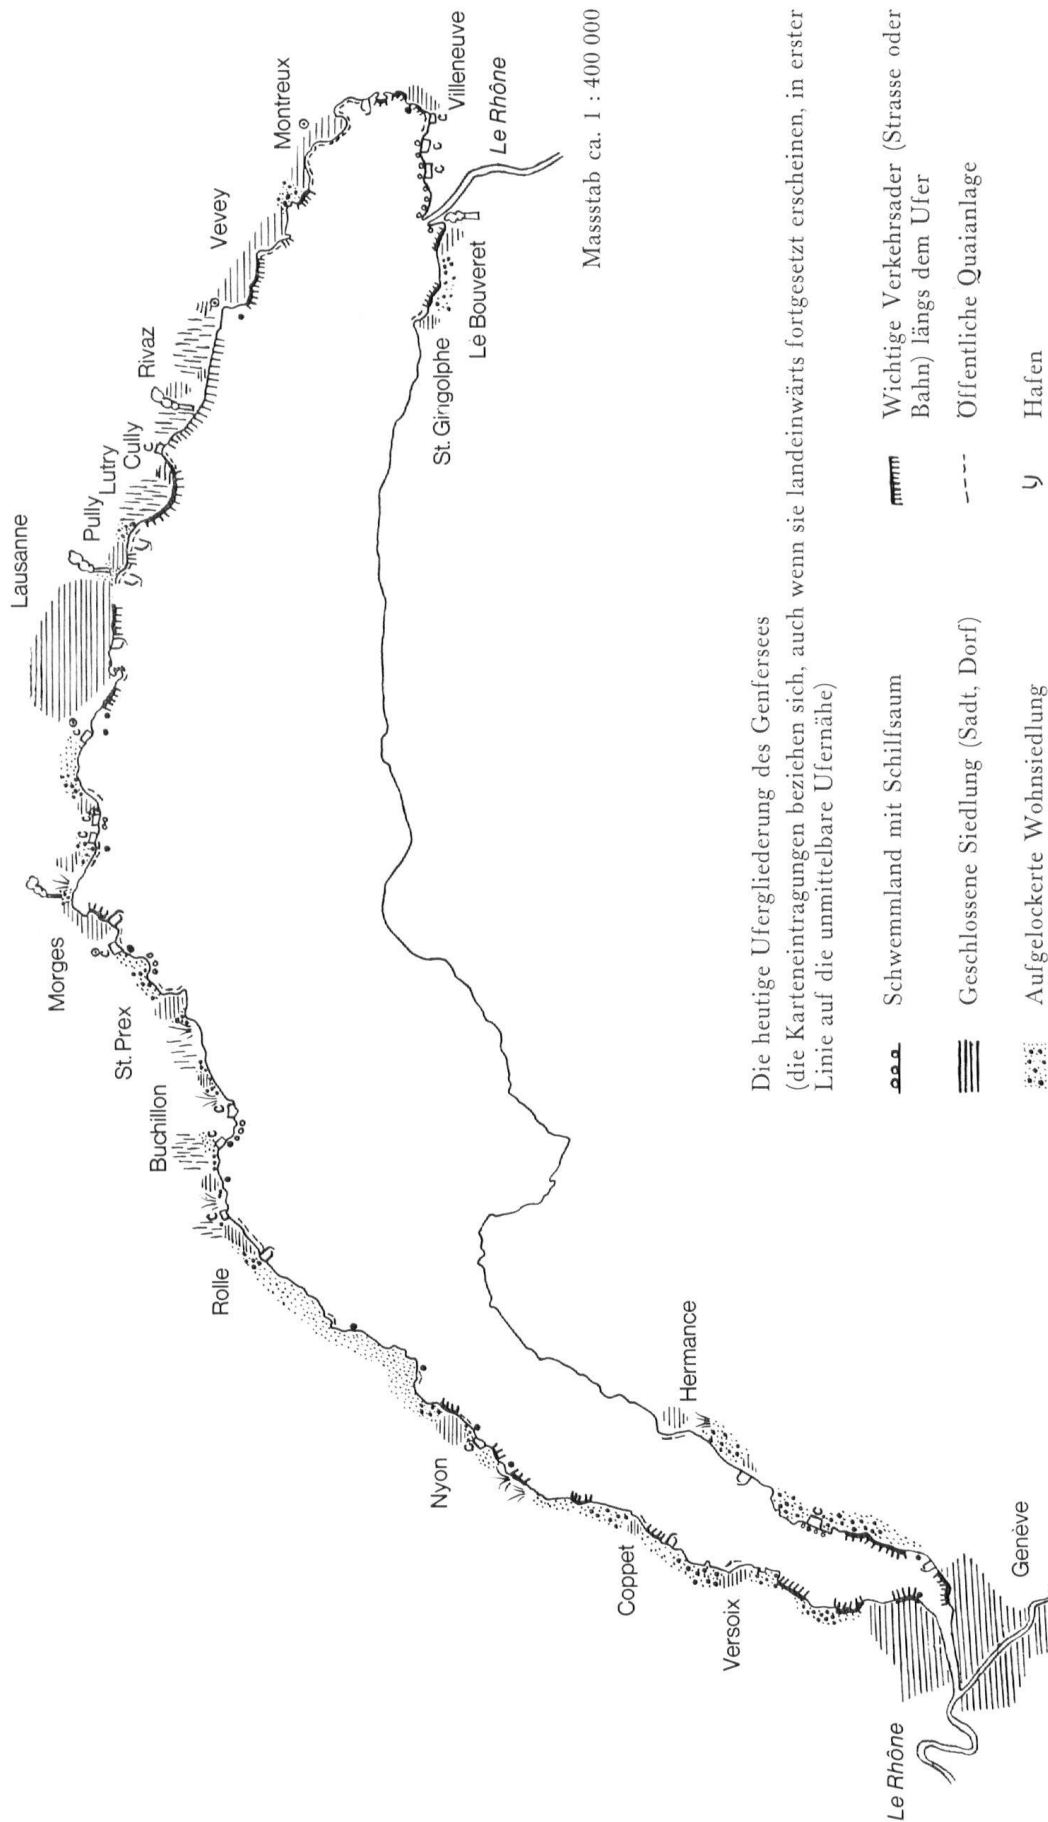 Lausanne
Pully
Lutry
Cully
Rivaz
Vevey
Montreux
Villeneuve
Le Rhône
Le Bouveret
St. Gingolphe
Morges
St. Prex
Buchillon
Rolle
Nyon
Coppet
Versoix
Hermance
Genève
Le Rhône
Massstab ca. 1 : 400 000
Die heutige Ufergliederung des Genfersees
(die Karteneintragungen beziehen sich, auch wenn sie landeinwärts fortgesetzt erscheinen, in erster
Linie auf die unmittelbare Ufernähe)
Schwemmland mit Schilfsaum
Geschlossene Siedlung (Sadt, Dorf)
Aufgelockerte Wohnsiedlung
Wichtige Verkehrsader (Strasse oder
Bahn) längs dem Ufer
Öffentliche Quaianlage
Hafen